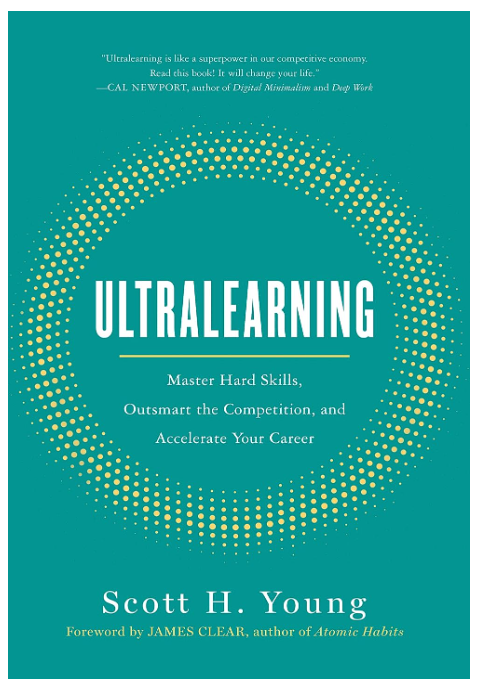 "Ultralearning is like a superpower in our competitive economy.
Read this book! It will change your life."
—CAL NEWPORT, author of Digital Minimalism and Deep Work
ULTRALEARNING
Master Hard Skills,
Outsmart the Competition, and
Accelerate Your Career
Scott H. Young
Foreword by JAMES CLEAR, author of Atomic Habits